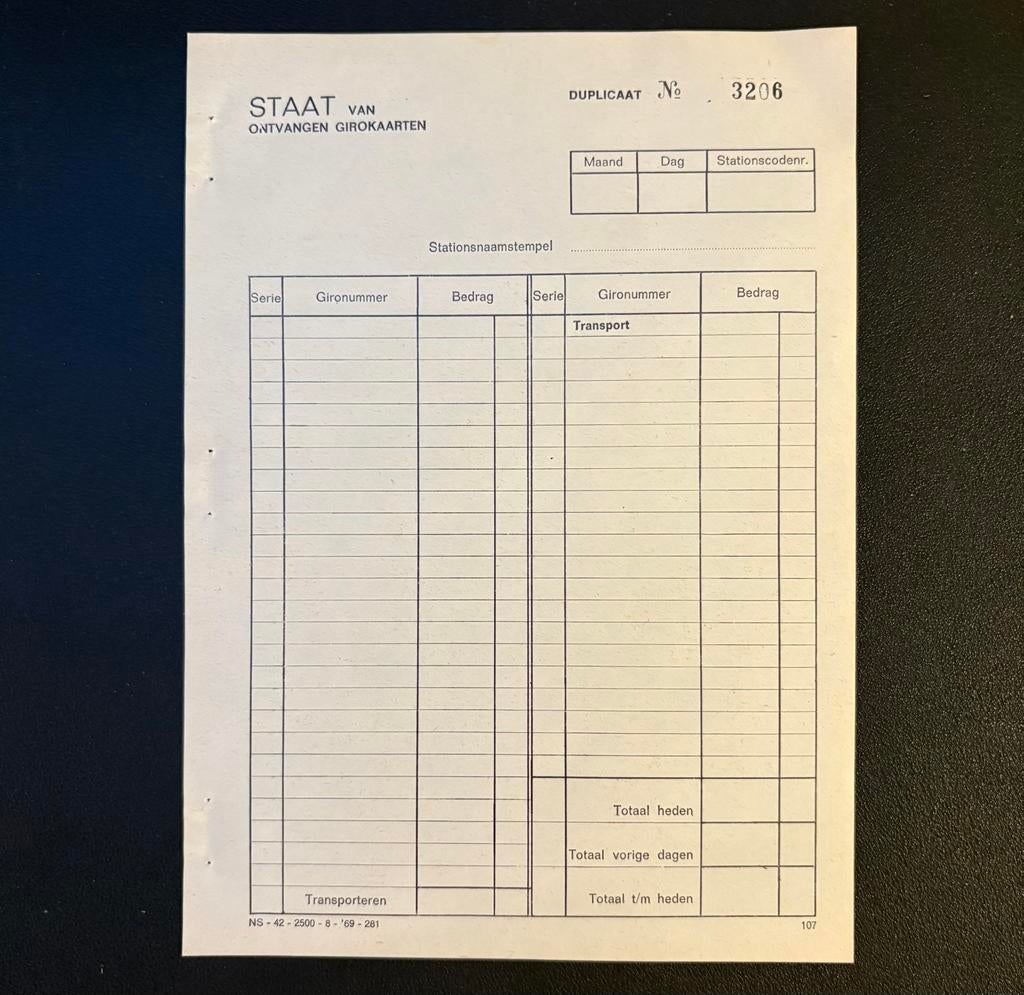 STAAT VAN
ONTVANGEN GIROKAARTEN
DUPLICAAT № 3206
Maand Dag Stationscodenr.
Stationsnaamstempel
Serie Gironummer Bedrag Serie Gironummer Bedrag
Transport
Totaal heden
Totaal vorige dagen
Transporteren Totaal t/m heden
NS - 42 - 2500 - 8 - '69 - 281 107